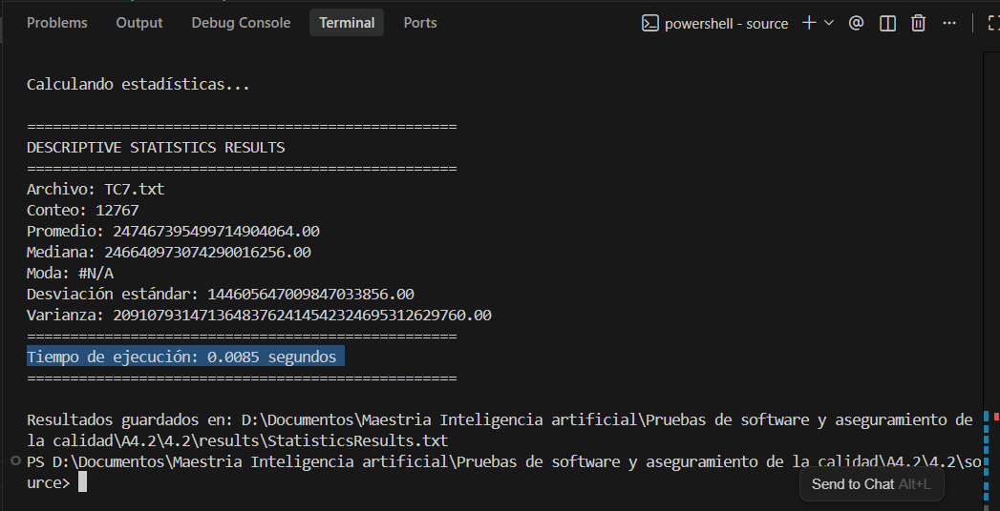 Problems Output Debug Console Terminal Ports powershell - source
Calculando estadísticas...
==================================================
DESCRIPTIVE STATISTICS RESULTS
==================================================
Archivo: TC7.txt
Conteo: 12767
Promedio: 247467395499714904064.00
Mediana: 246640973074290016256.00
Moda: #N/A
Desviación estándar: 144605647009847033856.00
Varianza: 20910793147136483762414542324695312629760.00
==================================================
Tiempo de ejecución: 0.0085 segundos
==================================================
Resultados guardados en: D:\Documentos\Maestria Inteligencia artificial\Pruebas de software y aseguramiento de
la calidad\A4.2\4.2\results\StatisticsResults.txt
PS D:\Documentos\Maestria Inteligencia artificial\Pruebas de software y aseguramiento de la calidad\A4.2\4.2\so
urce>
Send to Chat Alt+L